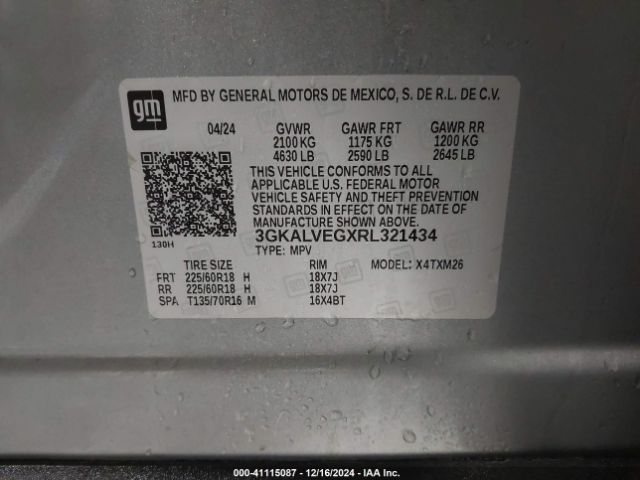 gm
MFD BY GENERAL MOTORS DE MEXICO, S. DE R.L. DE C.V.
04/24 GVWR GAWR FRT GAWR RR
2100 KG 1175 KG 1200 KG
4630 LB 2590 LB 2645 LB
THIS VEHICLE CONFORMS TO ALL
APPLICABLE U.S. FEDERAL MOTOR
VEHICLE SAFETY AND THEFT PREVENTION
STANDARDS IN EFFECT ON THE DATE OF
MANUFACTURE SHOWN ABOVE.
130H
3GKALVEGXRL321434
TYPE: MPV
TIRE SIZE RIM MODEL: X4TXM26
FRT 225/60R18 H 18X7J
RR 225/60R18 H 18X7J
SPA T135/70R16 M 16X4BT
000-41115087 - 12/16/2024 - IAA Inc.